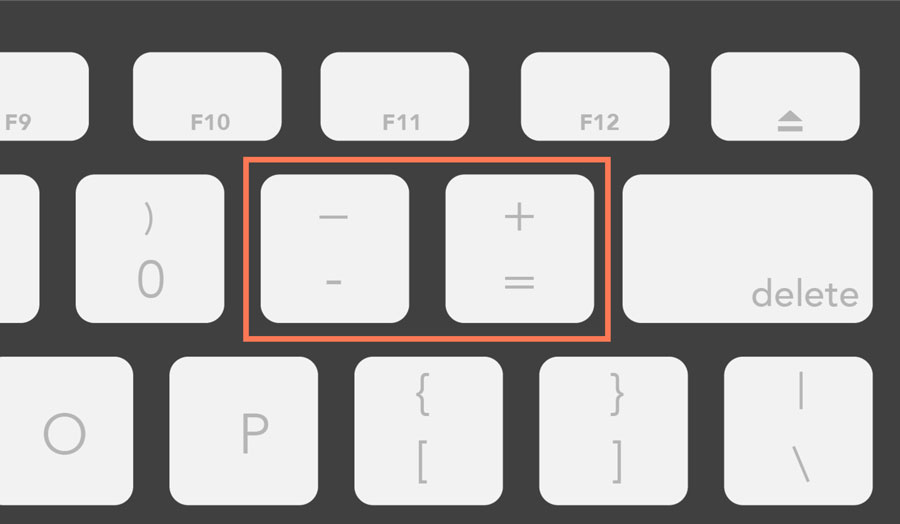 F9 F10 F11 F12 ⏏
) — +
0 - = delete
{ } |
O P [ ] \